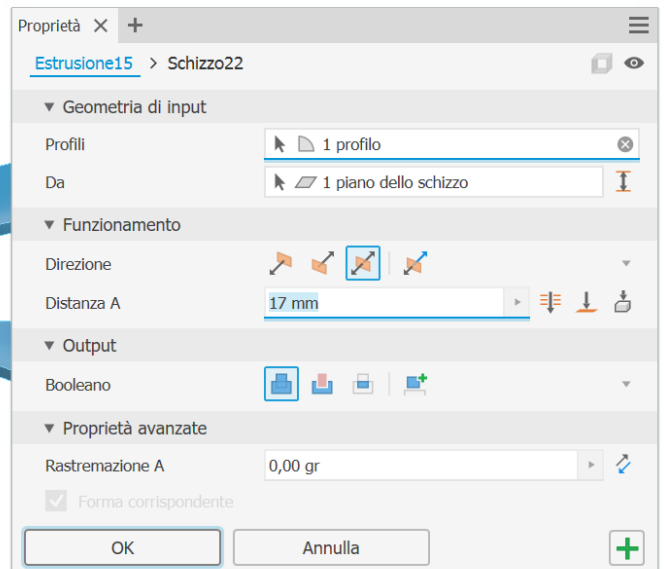 Proprietà
Estrusione15 > Schizzo22
Geometria di input
Profili 1 profilo
Da 1 piano dello schizzo
Funzionamento
Direzione
Distanza A 17 mm
Output
Booleano
Proprietà avanzate
Rastremazione A 0,00 gr
Forma corrispondente
OK Annulla